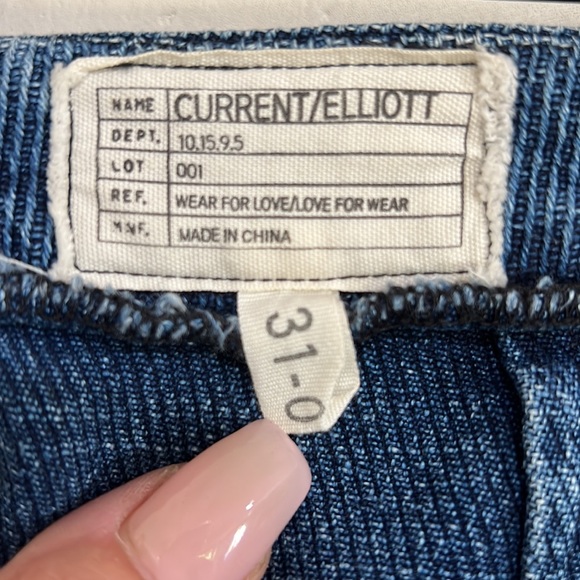 NAME CURRENT/ELLIOTT
DEPT. 10.15.9.5
LOT 001
REF. WEAR FOR LOVE/LOVE FOR WEAR
MNF. MADE IN CHINA
31-0